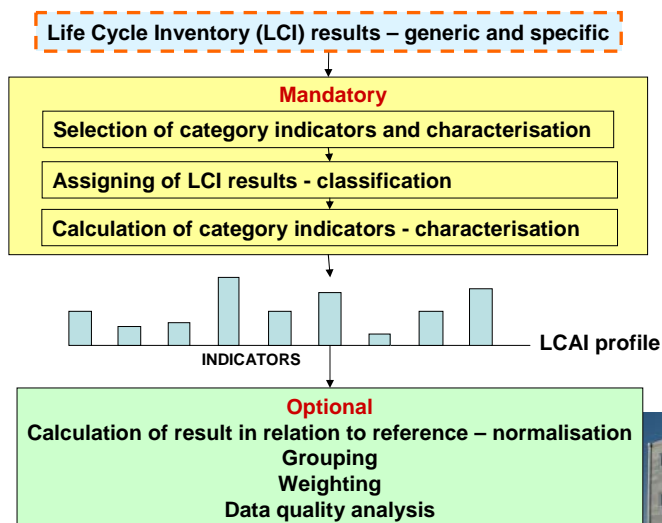 Life Cycle Inventory (LCI) results – generic and specific
Mandatory
Selection of category indicators and characterisation
Assigning of LCI results - classification
Calculation of category indicators - characterisation
LCAI profile
INDICATORS
Optional
Calculation of result in relation to reference – normalisation
Grouping
Weighting
Data quality analysis